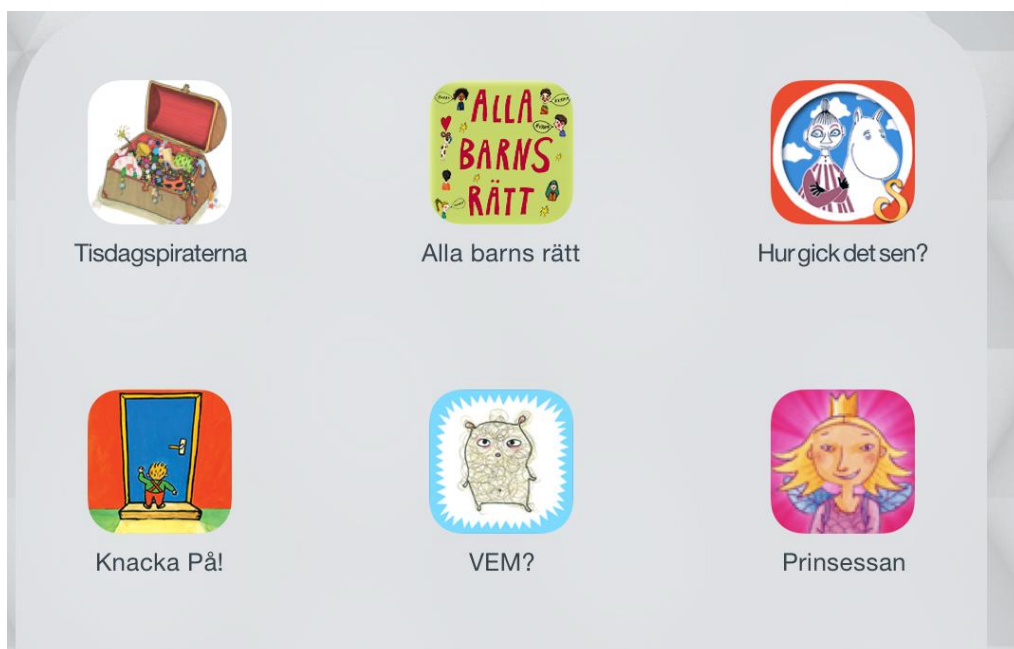 ALLA
BARNS
RÄTT
S
Tisdagspiraterna
Alla barns rätt
Hur gick det sen?
Knacka På!
VEM?
Prinsessan